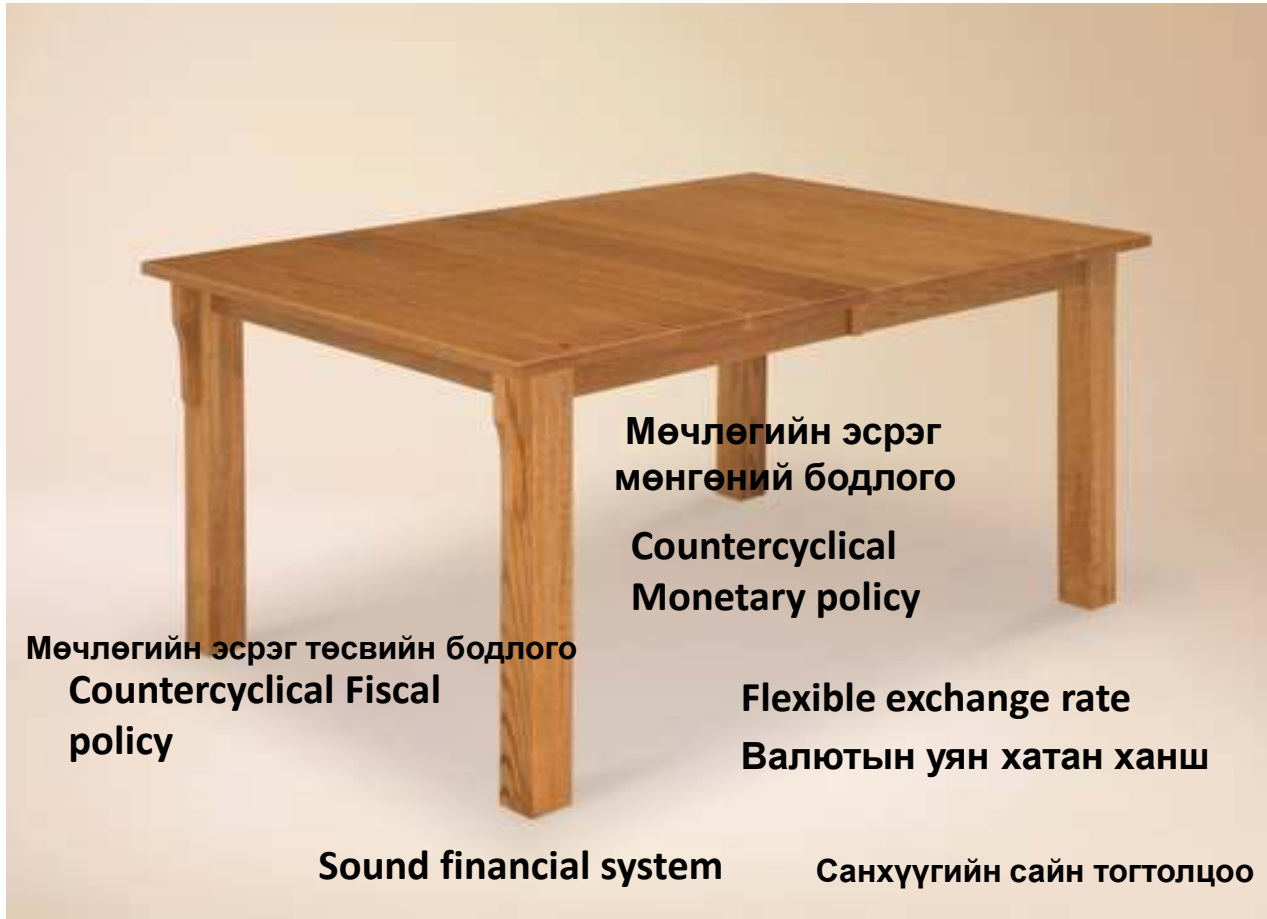 Мөчлөгийн эсрэг
мөнгөний бодлого
Countercyclical
Monetary policy
Мөчлөгийн эсрэг төсвийн бодлого
Countercyclical Fiscal
policy
Flexible exchange rate
Валютын уян хатан ханш
Sound financial system
Санхүүгийн сайн тогтолцоо